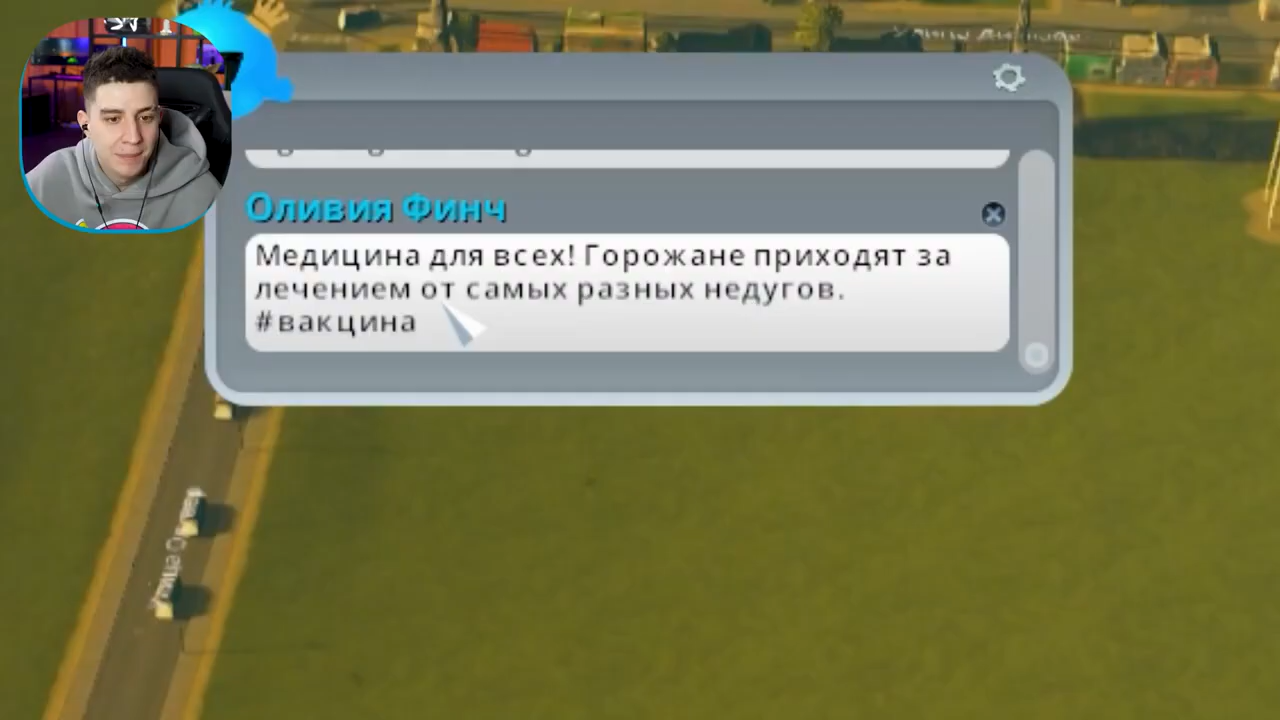 Оливия Финч
Медицина для всех! Горожане приходят за
лечением от самых разных недугов.
#вакцина